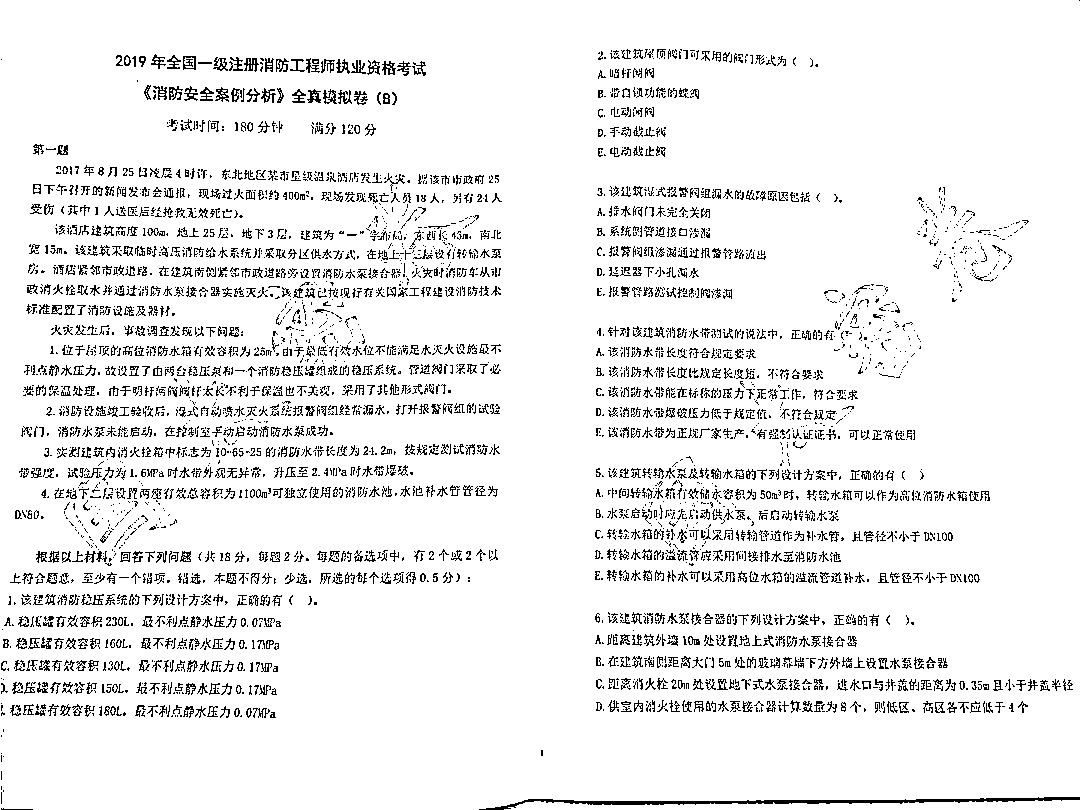 2019 年全国一级注册消防工程师执业资格考试
《消防安全案例分析》全真模拟卷（B）
考试时间：180 分钟 满分 120 分
第一题
2017 年 8 月 25 日凌晨 4 时许，东北地区某市星级温泉酒店发生火灾。据该市市政府 25
日下午召开的新闻发布会通报，现场过火面积约 400m²，现场发现死亡人员 18 人，另有 24 人
受伤（其中 1 人送医后经抢救无效死亡）。
该酒店建筑高度 100m，地上 25 层，地下 3 层，建筑为“一”字布局，东西长 45m，南北
宽 15m。该建筑采取临时高压消防给水系统并采取分区供水方式，在地上十三层设有转输水泵
房。酒店紧邻市政道路，在建筑南侧紧邻市政道路旁设置消防水泵接合器，火灾时消防车从市
政消火栓取水并通过消防水泵接合器实施灭火。该建筑已按现行有关国家工程建设消防技术
标准配置了消防设施及器材。
火灾发生后，事故调查发现以下问题：
1. 位于屋顶的高位消防水箱有效容积为 25m³，由于最低有效水位不能满足水灭火设施最不
利点静水压力，故设置了由两台稳压泵和一个消防稳压罐组成的稳压系统。管道阀门采取了必
要的保温处理，由于明杆闸阀阀杆太长不利于保温也不美观，采用了其他形式阀门。
2. 消防设施竣工验收后，湿式自动喷水灭火系统报警阀组经常漏水，打开报警阀组的试验
阀门，消防水泵未能启动，在控制室手动启动消防水泵成功。
3. 实测建筑内消火栓箱中标志为 10-65-25 的消防水带长度为 24.2m，按规定测试消防水
带强度，试验压力为 1.6MPa 时水带外观无异常，升压至 2.4MPa 时水带爆破。
4. 在地下二层设置两座有效总容积为 1100m³可独立使用的消防水池，水池补水管管径为
DN80。
根据以上材料，回答下列问题（共 18 分，每题 2 分。每题的备选项中，有 2 个或 2 个以
上符合题意，至少有一个错项。错选，本题不得分；少选，所选的每个选项得 0.5 分）：
1. 该建筑消防稳压系统的下列设计方案中，正确的有（ ）。
A. 稳压罐有效容积 230L，最不利点静水压力 0.07MPa
B. 稳压罐有效容积 160L，最不利点静水压力 0.17MPa
C. 稳压罐有效容积 130L，最不利点静水压力 0.17MPa
D. 稳压罐有效容积 150L，最不利点静水压力 0.17MPa
E. 稳压罐有效容积 180L，最不利点静水压力 0.07MPa
2. 该建筑屋顶阀门可采用的阀门形式为（ ）。
A. 暗杆闸阀
B. 带自锁功能的蝶阀
C. 电动闸阀
D. 手动截止阀
E. 电动截止阀
3. 该建筑湿式报警阀组漏水的故障原因包括（ ）。
A. 排水阀门未完全关闭
B. 系统侧管道接口渗漏
C. 报警阀组渗漏通过报警管路流出
D. 延迟器下小孔漏水
E. 报警管路测试控制阀渗漏
4. 针对该建筑消防水带测试的说法中，正确的有（ ）。
A. 该消防水带长度符合规定要求
B. 该消防水带长度比规定长度短，不符合要求
C. 该消防水带能在标称的压力下正常工作，符合要求
D. 该消防水带爆破压力低于规定值，不符合规定
E. 该消防水带为正规厂家生产，有强制认证证书，可以正常使用
5. 该建筑转输水泵及转输水箱的下列设计方案中，正确的有（ ）
A. 中间转输水箱有效储水容积为 50m³时，转输水箱可以作为高位消防水箱使用
B. 水泵启动时应先启动供水泵，后启动转输水泵
C. 转输水箱的补水可以采用转输管道作为补水管，且管径不小于 DN100
D. 转输水箱的溢流管应采用间接排水至消防水池
E. 转输水箱的补水可以采用高位水箱的溢流管道补水，且管径不小于 DN100
6. 该建筑消防水泵接合器的下列设计方案中，正确的有（ ）。
A. 距离建筑外墙 10m 处设置地上式消防水泵接合器
B. 在建筑南侧距离大门 5m 处的玻璃幕墙下方外墙上设置水泵接合器
C. 距离消火栓 20m 处设置地下式水泵接合器，进水口与井盖的距离为 0.35m 且小于井盖半径
D. 供室内消火栓使用的水泵接合器计算数量为 8 个，则低区、高区各不应低于 4 个
1